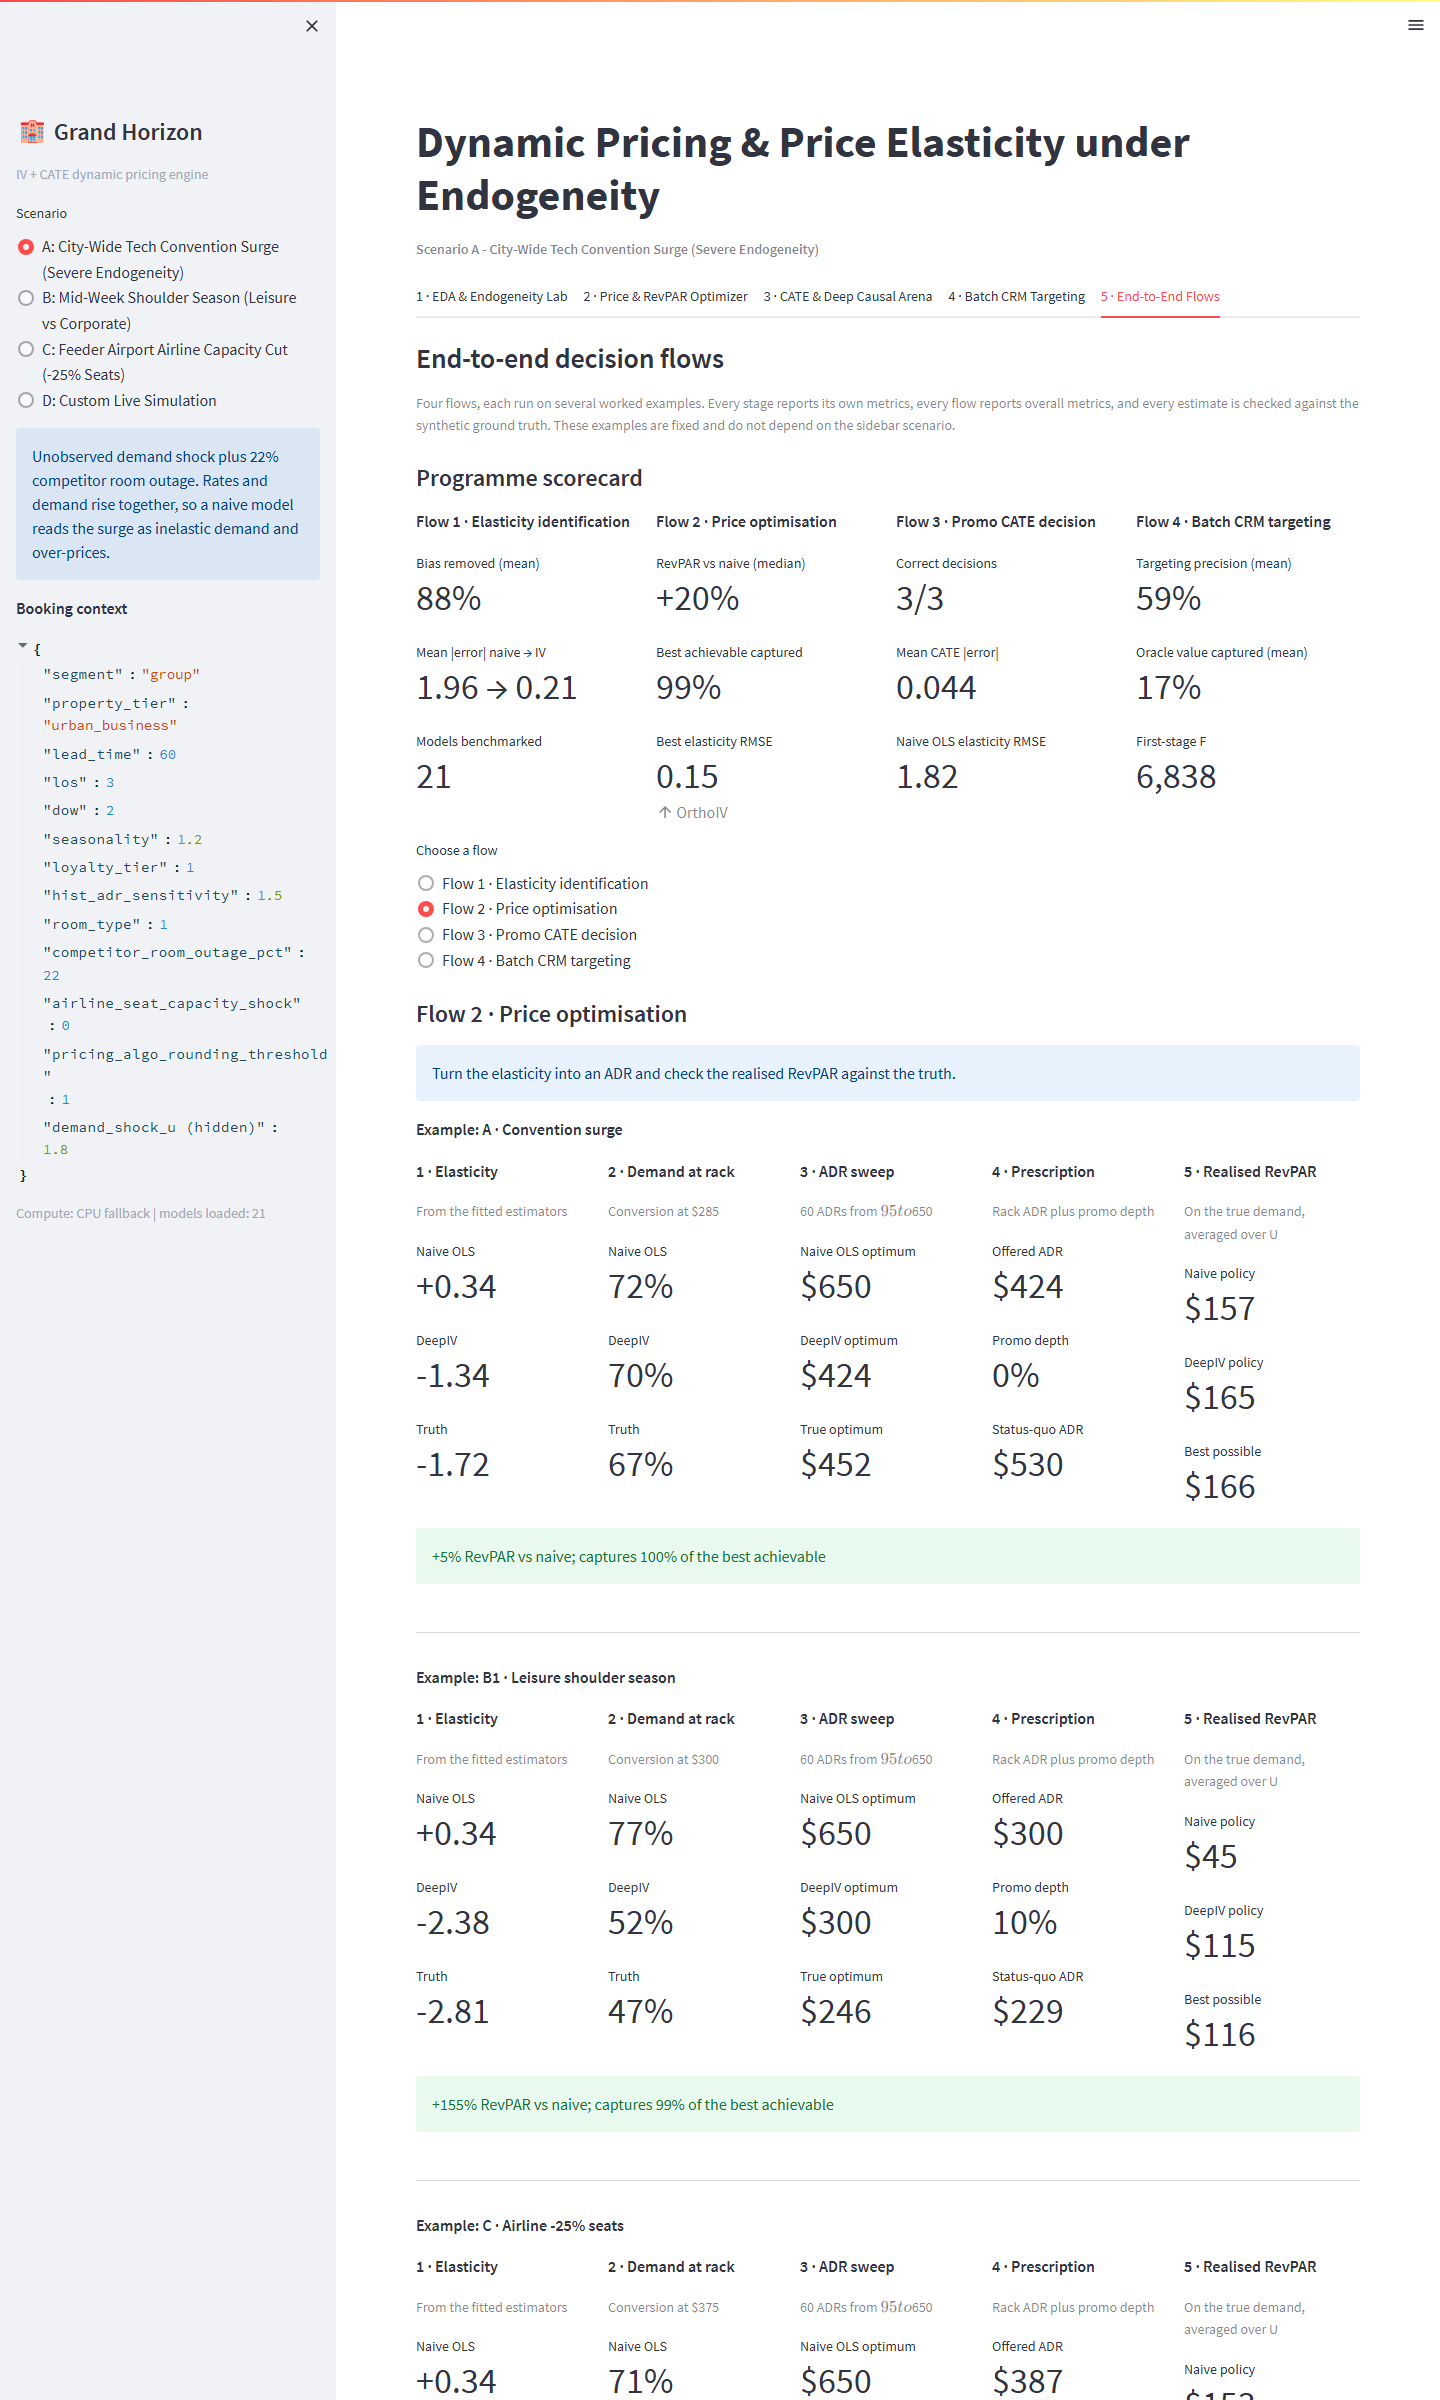 Grand Horizon
IV + CATE dynamic pricing engine
Scenario
A: City-Wide Tech Convention Surge
(Severe Endogeneity)
B: Mid-Week Shoulder Season (Leisure
vs Corporate)
C: Feeder Airport Airline Capacity Cut
(-25% Seats)
D: Custom Live Simulation
Unobserved demand shock plus 22%
competitor room outage. Rates and
demand rise together, so a naive model
reads the surge as inelastic demand and
over-prices.
Booking context
{
"segment" : "group"
"property_tier" :
"urban_business"
"lead_time" : 60
"los" : 3
"dow" : 2
"seasonality" : 1.2
"loyalty_tier" : 1
"hist_adr_sensitivity" : 1.5
"room_type" : 1
"competitor_room_outage_pct" :
22
"airline_seat_capacity_shock"
: 0
"pricing_algo_rounding_threshold
"
: 1
"demand_shock_u (hidden)" :
1.8
}
Compute: CPU fallback | models loaded: 21
Dynamic Pricing & Price Elasticity under
Endogeneity
Scenario A - City-Wide Tech Convention Surge (Severe Endogeneity)
1 · EDA & Endogeneity Lab 2 · Price & RevPAR Optimizer 3 · CATE & Deep Causal Arena 4 · Batch CRM Targeting 5 · End-to-End Flows
End-to-end decision flows
Four flows, each run on several worked examples. Every stage reports its own metrics, every flow reports overall metrics, and every estimate is checked against the
synthetic ground truth. These examples are fixed and do not depend on the sidebar scenario.
Programme scorecard
Flow 1 · Elasticity identification Flow 2 · Price optimisation Flow 3 · Promo CATE decision Flow 4 · Batch CRM targeting
Bias removed (mean) RevPAR vs naive (median) Correct decisions Targeting precision (mean)
88% +20% 3/3 59%
Mean |error| naive → IV Best achievable captured Mean CATE |error| Oracle value captured (mean)
1.96 → 0.21 99% 0.044 17%
Models benchmarked Best elasticity RMSE Naive OLS elasticity RMSE First-stage F
21 0.15 1.82 6,838
↑ OrthoIV
Choose a flow
Flow 1 · Elasticity identification
Flow 2 · Price optimisation
Flow 3 · Promo CATE decision
Flow 4 · Batch CRM targeting
Flow 2 · Price optimisation
Turn the elasticity into an ADR and check the realised RevPAR against the truth.
Example: A · Convention surge
1 · Elasticity 2 · Demand at rack 3 · ADR sweep 4 · Prescription 5 · Realised RevPAR
From the fitted estimators Conversion at $285 60 ADRs from 95to650 Rack ADR plus promo depth On the true demand,
averaged over U
Naive OLS Naive OLS Naive OLS optimum Offered ADR Naive policy
+0.34 72% $650 $424 $157
DeepIV DeepIV DeepIV optimum Promo depth DeepIV policy
-1.34 70% $424 0% $165
Truth Truth True optimum Status-quo ADR Best possible
-1.72 67% $452 $530 $166
+5% RevPAR vs naive; captures 100% of the best achievable
Example: B1 · Leisure shoulder season
1 · Elasticity 2 · Demand at rack 3 · ADR sweep 4 · Prescription 5 · Realised RevPAR
From the fitted estimators Conversion at $300 60 ADRs from 95to650 Rack ADR plus promo depth On the true demand,
averaged over U
Naive OLS Naive OLS Naive OLS optimum Offered ADR Naive policy
+0.34 77% $650 $300 $45
DeepIV DeepIV DeepIV optimum Promo depth DeepIV policy
-2.38 52% $300 10% $115
Truth Truth True optimum Status-quo ADR Best possible
-2.81 47% $246 $229 $116
+155% RevPAR vs naive; captures 99% of the best achievable
Example: C · Airline -25% seats
1 · Elasticity 2 · Demand at rack 3 · ADR sweep 4 · Prescription 5 · Realised RevPAR
From the fitted estimators Conversion at $375 60 ADRs from 95to650 Rack ADR plus promo depth On the true demand,
averaged over U
Naive OLS Naive OLS Naive OLS optimum Offered ADR Naive policy
+0.34 71% $650 $387